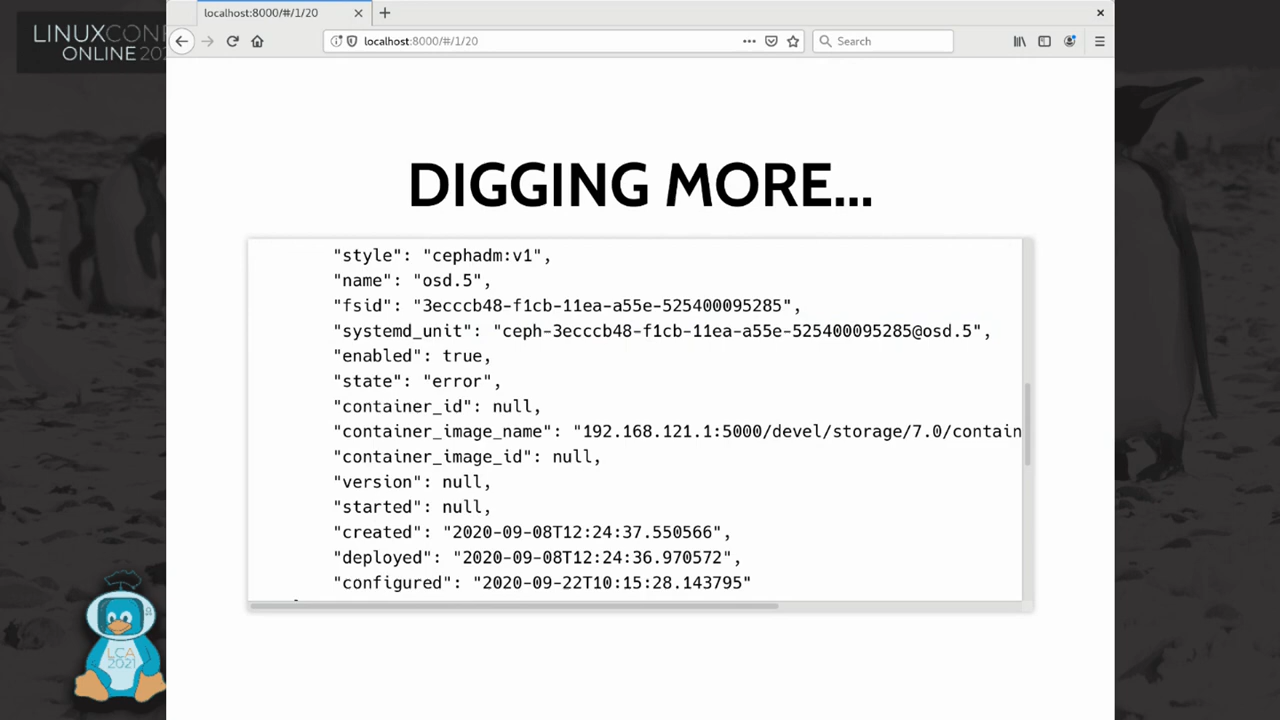 localhost:8000/#/1/20
LINUXCONF
ONLINE 202
localhost:8000/#/1/20
Search
DIGGING MORE...
"style": "cephadm:v1",
"name": "osd.5",
"fsid": "3ecccb48-f1cb-11ea-a55e-525400095285",
"systemd_unit": "ceph-3ecccb48-f1cb-11ea-a55e-525400095285@osd.5",
"enabled": true,
"state": "error",
"container_id": null,
"container_image_name": "192.168.121.1:5000/devel/storage/7.0/contain
"container_image_id": null,
"version": null,
"started": null,
"created": "2020-09-08T12:24:37.550566",
"deployed": "2020-09-08T12:24:36.970572",
"configured": "2020-09-22T10:15:28.143795"
LCA
2021